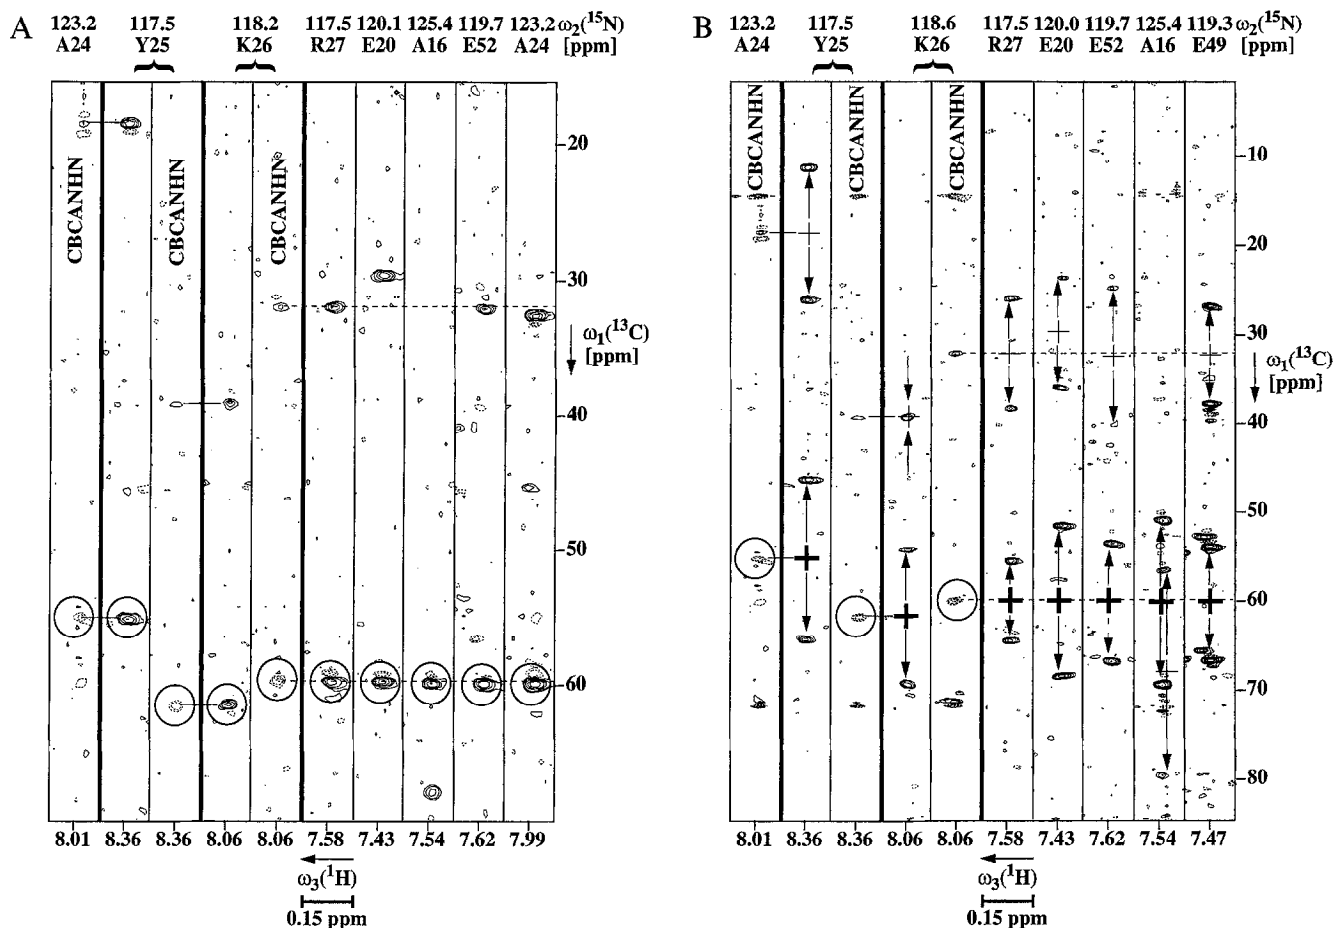 A
123.2 117.5 118.2 117.5 120.1 125.4 119.7 123.2 ω₂(¹⁵N)
A24 Y25 K26 R27 E20 A16 E52 A24 [ppm]
CBCANHN
CBCANHN
CBCANHN
20
30
ω₁(¹³C)
[ppm]
40
50
60
8.01 8.36 8.36 8.06 8.06 7.58 7.43 7.54 7.62 7.99
ω₃(¹H)
0.15 ppm
B
123.2 117.5 118.6 117.5 120.0 119.7 125.4 119.3 ω₂(¹⁵N)
A24 Y25 K26 R27 E20 E52 A16 E49 [ppm]
CBCANHN
CBCANHN
CBCANHN
10
20
30
ω₁(¹³C)
[ppm]
40
50
60
70
80
8.01 8.36 8.36 8.06 8.06 7.58 7.43 7.62 7.54 7.47
ω₃(¹H)
0.15 ppm